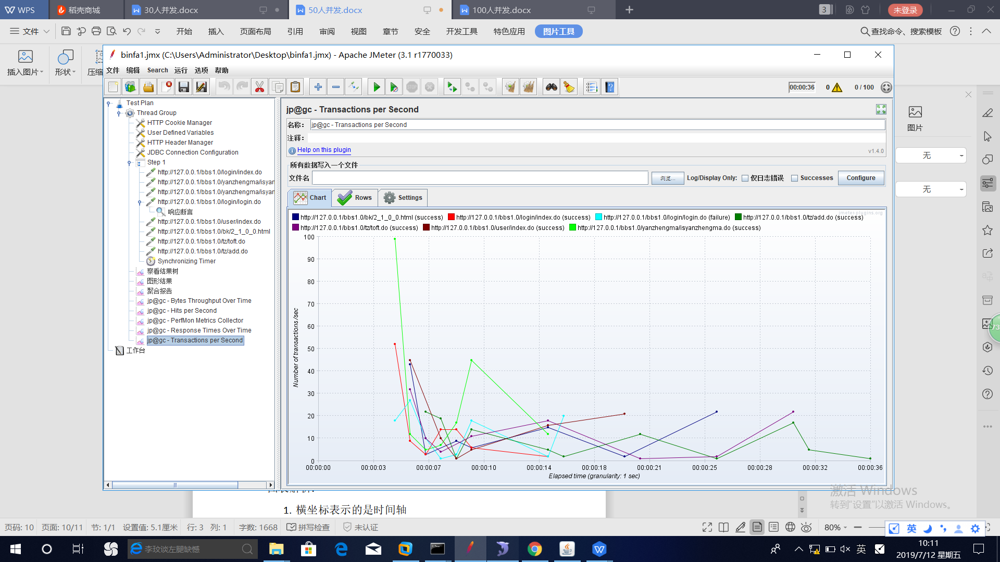 WPS 稻壳商城 30人并发.docx 50人并发.docx 100人并发.docx 3 未登录
文件 开始 插入 页面布局 引用 审阅 视图 章节 安全 开发工具 特色应用 图片工具 查找命令、搜索模板
插入图片 形状 压缩
binfa1.jmx (C:\Users\Administrator\Desktop\binfa1.jmx) - Apache JMeter (3.1 r1770033)
文件 编辑 Search 运行 选项 帮助
00:00:36 0 0 / 100
Test Plan
Thread Group
HTTP Cookie Manager
User Defined Variables
HTTP Header Manager
JDBC Connection Configuration
Step 1
http://127.0.0.1/bbs1.0/login/index.do
http://127.0.0.1/bbs1.0/yanzhengma/isyan
http://127.0.0.1/bbs1.0/yanzhengma/isyan
http://127.0.0.1/bbs1.0/login/login.do
响应断言
http://127.0.0.1/bbs1.0/user/index.do
http://127.0.0.1/bbs1.0/bk/2_1_0_0.html
http://127.0.0.1/bbs1.0/tz/toft.do
http://127.0.0.1/bbs1.0/tz/add.do
Synchronizing Timer
察看结果树
图形结果
聚合报告
jp@gc - Bytes Throughput Over Time
jp@gc - Hits per Second
jp@gc - PerfMon Metrics Collector
jp@gc - Response Times Over Time
jp@gc - Transactions per Second
工作台
jp@gc - Transactions per Second
名称： jp@gc - Transactions per Second
注释：
Help on this plugin v1.4.0
所有数据写入一个文件
文件名 浏览... Log/Display Only: 仅日志错误 Successes Configure
Chart Rows Settings
jmeter-plugins.org
http://127.0.0.1/bbs1.0/bk/2_1_0_0.html (success) http://127.0.0.1/bbs1.0/login/index.do (success) http://127.0.0.1/bbs1.0/login/login.do (failure) http://127.0.0.1/bbs1.0/tz/add.do (success)
http://127.0.0.1/bbs1.0/tz/toft.do (success) http://127.0.0.1/bbs1.0/user/index.do (success) http://127.0.0.1/bbs1.0/yanzhengma/isyanzhengma.do (success)
100
90
80
70
60
50
40
30
20
10
0
Number of transactions /sec
00:00:00 00:00:03 00:00:07 00:00:10 00:00:14 00:00:18 00:00:21 00:00:25 00:00:28 00:00:32 00:00:36
Elapsed time (granularity: 1 sec)
图片
无
无
73
1. 横坐标表示的是时间轴
激活 Windows
转到“设置”以激活 Windows。
页码: 10 页面: 10/11 节: 1/1 设置值: 5.1厘米 行: 3 列: 1 字数: 1668 拼写检查 未认证 80% 英
李玟谈左腿缺憾
英 10:11
2019/7/12 星期五